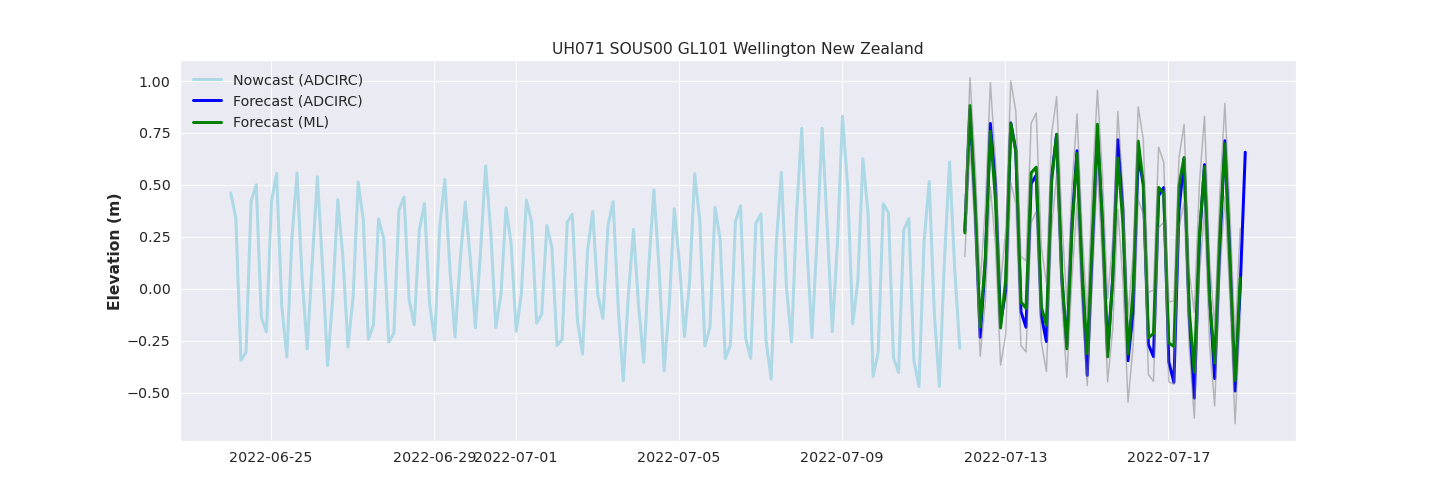 UH071 SOUS00 GL101 Wellington New Zealand
Nowcast (ADCIRC)
Forecast (ADCIRC)
Forecast (ML)
Elevation (m)
1.00
0.75
0.50
0.25
0.00
−0.25
−0.50
2022-06-25 2022-06-29 2022-07-01 2022-07-05 2022-07-09 2022-07-13 2022-07-17